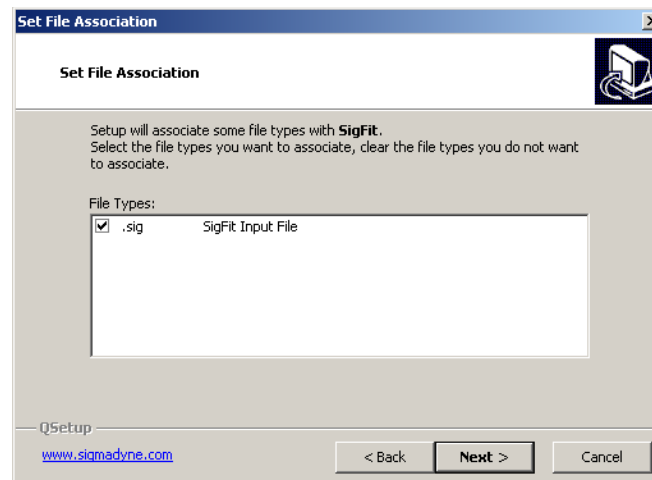 Set File Association
Set File Association
Setup will associate some file types with SigFit.
Select the file types you want to associate, clear the file types you do not want
to associate.
File Types:
.sig SigFit Input File
QSetup
www.sigmadyne.com
< Back Next > Cancel